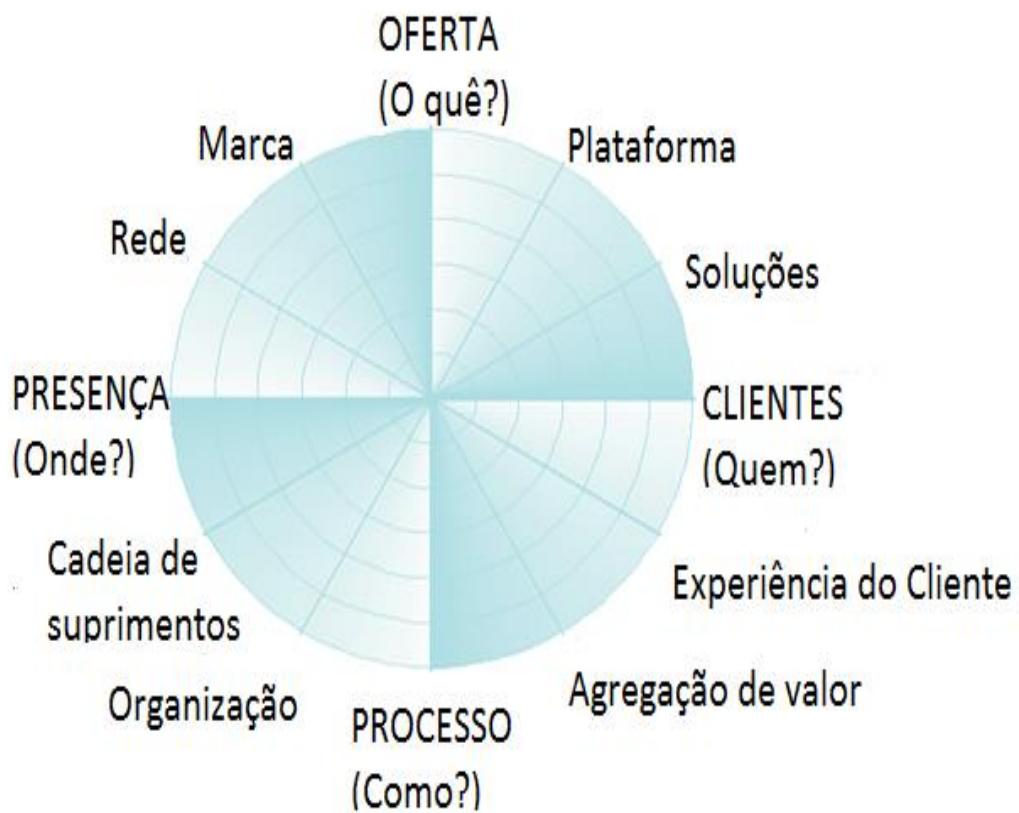 OFERTA
(O quê?)
Marca
Plataforma
Rede
Soluções
PRESENÇA
(Onde?)
CLIENTES
(Quem?)
Cadeia de
suprimentos
Experiência do Cliente
Organização
Agregação de valor
PROCESSO
(Como?)